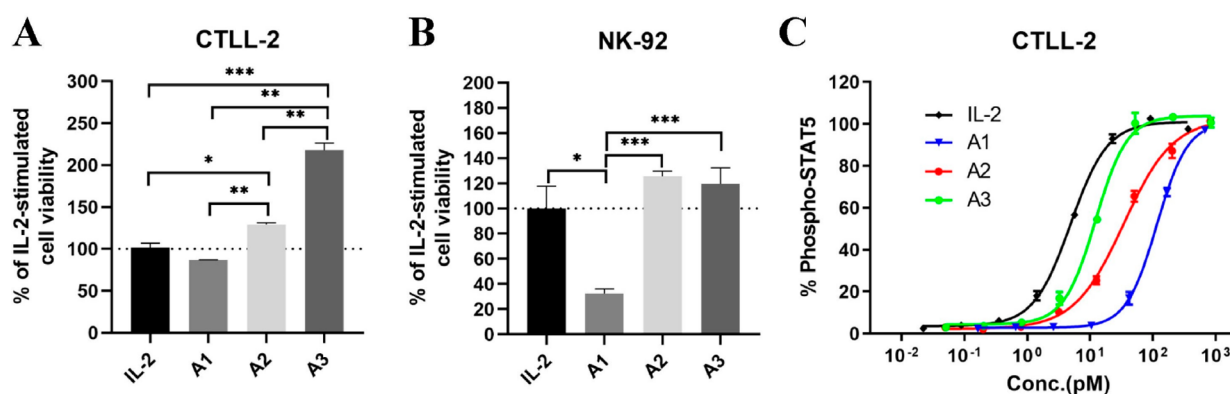 A
CTLL-2
% of IL-2-stimulated
cell viability
300
250
200
150
100
50
0
***
**
**
*
**
IL-2
A1
A2
A3
B
NK-92
% of IL-2-stimulated
cell viability
200
180
160
140
120
100
80
60
40
20
0
*
***
***
IL-2
A1
A2
A3
C
CTLL-2
% Phospho-STAT5
120
100
80
60
40
20
0
IL-2
A1
A2
A3
10⁻² 10⁻¹ 10⁰ 10¹ 10² 10³
Conc.(pM)